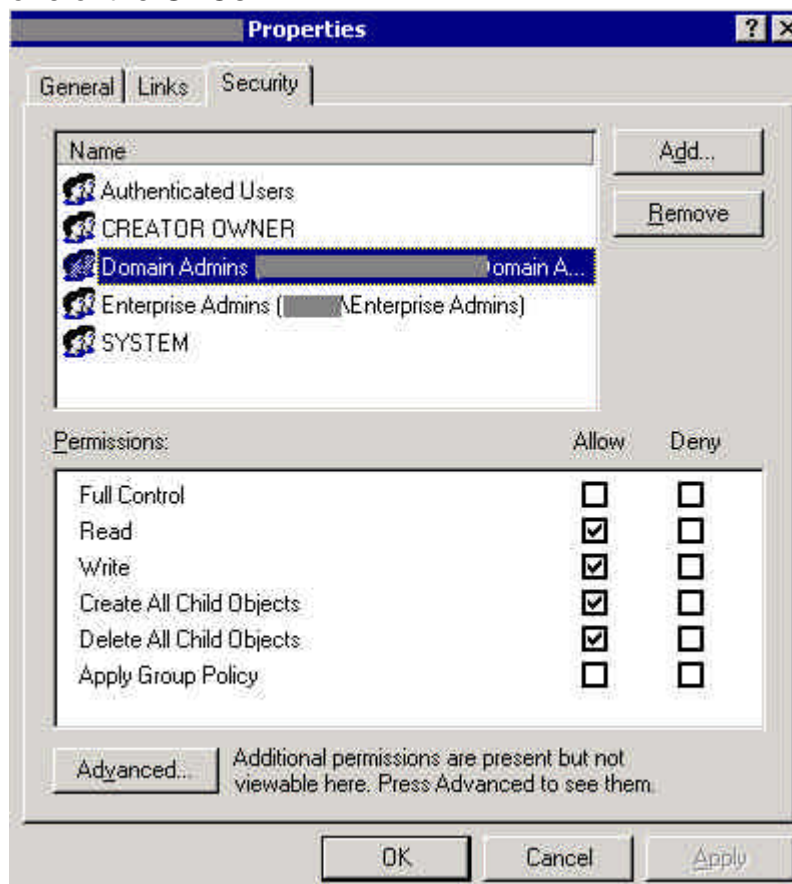 Properties
General Links Security
Name
Add...
Authenticated Users
Remove
CREATOR OWNER
Domain Admins omain A...
Enterprise Admins ( \Enterprise Admins)
SYSTEM
Permissions: Allow Deny
Full Control
Read
Write
Create All Child Objects
Delete All Child Objects
Apply Group Policy
Advanced... Additional permissions are present but not
viewable here. Press Advanced to see them.
OK Cancel Apply